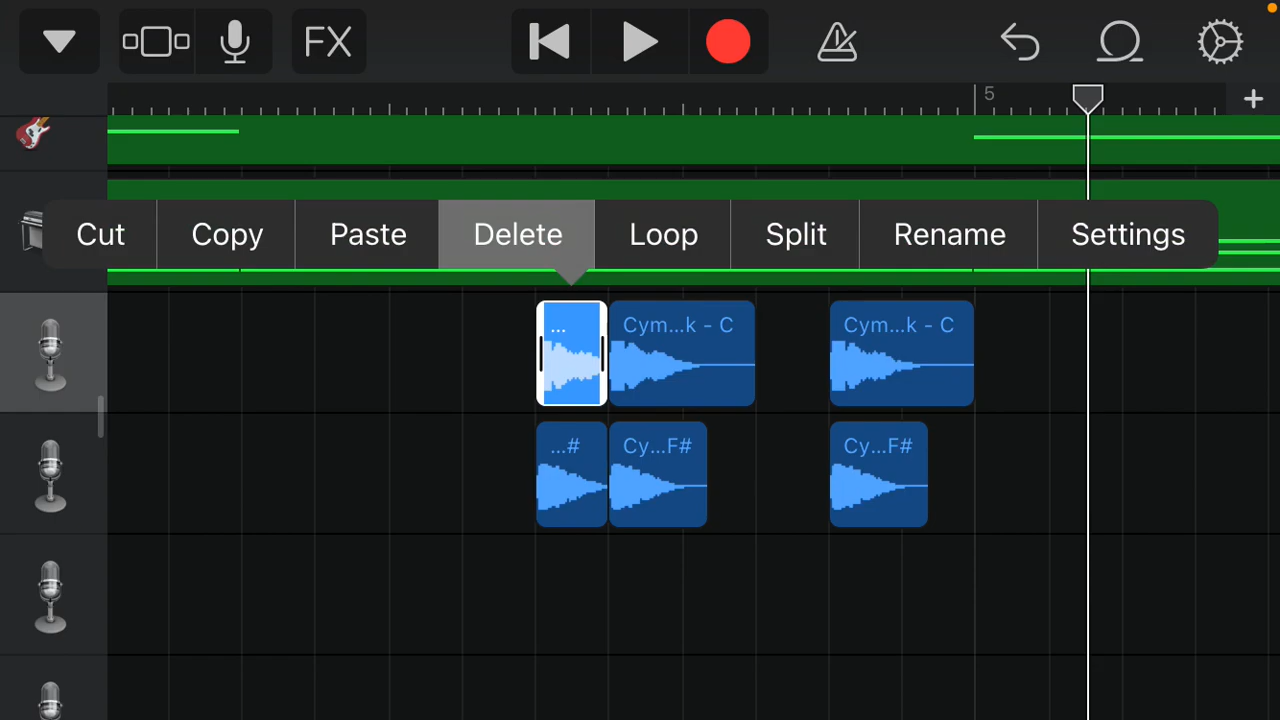 FX
5
+
Cut Copy Paste Delete Loop Split Rename Settings
... Cym...k - C Cym...k - C
...# Cy...F# Cy...F#